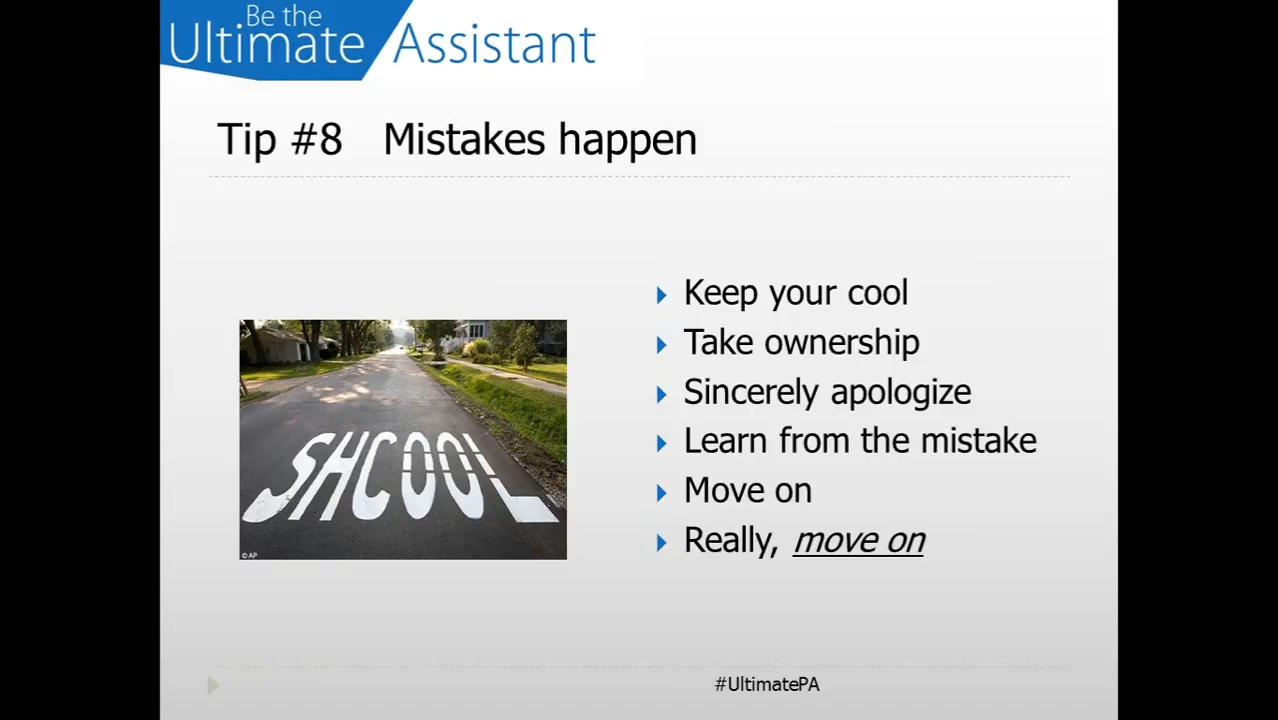 Be the
Ultimate Assistant
Tip #8 Mistakes happen
Keep your cool
Take ownership
Sincerely apologize
Learn from the mistake
Move on
Really, move on
SHCOOL
© AP
#UltimatePA